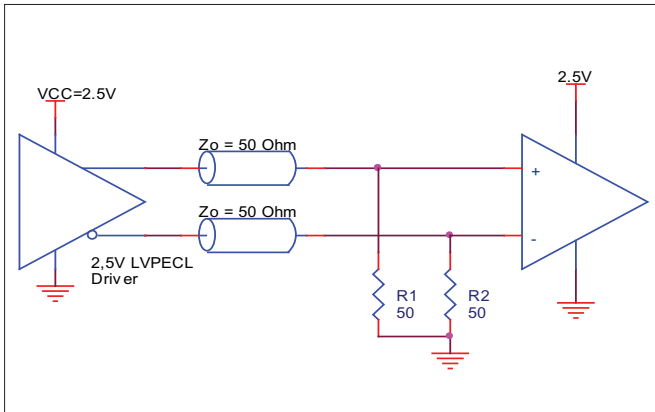 2.5V
VCC=2.5V
Zo = 50 Ohm
+
Zo = 50 Ohm
-
2,5V LVPECL
Driver
R1
50
R2
50